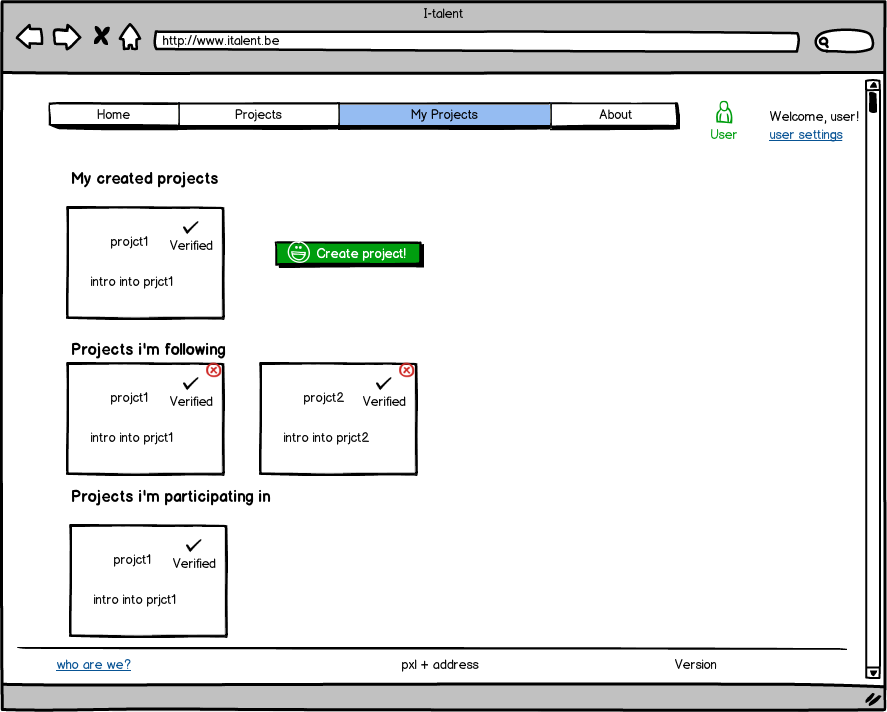 I-talent
http://www.italent.be
Home Projects My Projects About
User
Welcome, user!
user settings
My created projects
projct1
Verified
intro into prjct1
Create project!
Projects i'm following
projct1
Verified
intro into prjct1
projct2
Verified
intro into prjct2
Projects i'm participating in
projct1
Verified
intro into prjct1
who are we? pxl + address Version